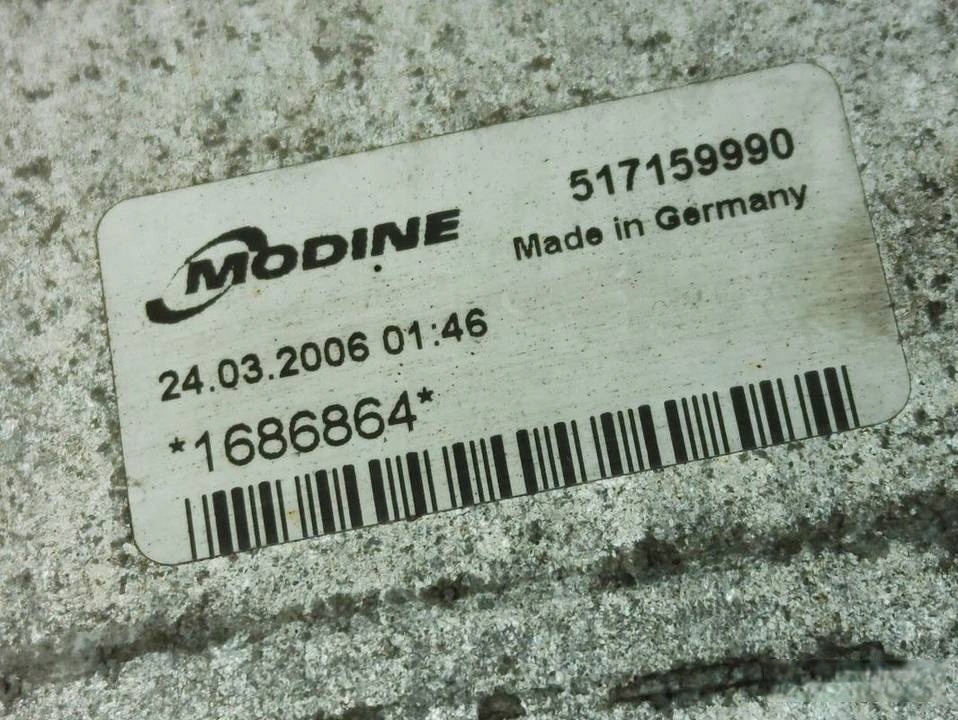 MODINE
517159990
Made in Germany
24.03.2006 01:46
*1686864*